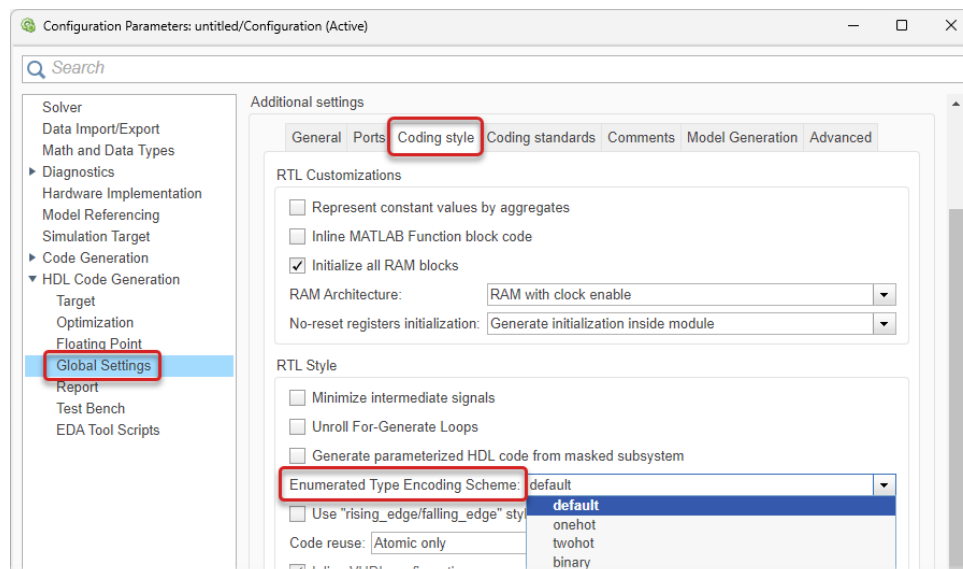 Configuration Parameters: untitled/Configuration (Active)
Search
Solver
Data Import/Export
Math and Data Types
Diagnostics
Hardware Implementation
Model Referencing
Simulation Target
Code Generation
HDL Code Generation
Target
Optimization
Floating Point
Global Settings
Report
Test Bench
EDA Tool Scripts
Additional settings
General Ports Coding style Coding standards Comments Model Generation Advanced
RTL Customizations
Represent constant values by aggregates
Inline MATLAB Function block code
Initialize all RAM blocks
RAM Architecture: RAM with clock enable
No-reset registers initialization: Generate initialization inside module
RTL Style
Minimize intermediate signals
Unroll For-Generate Loops
Generate parameterized HDL code from masked subsystem
Enumerated Type Encoding Scheme: default
default
onehot
twohot
binary
Use "rising_edge/falling_edge" styl
Code reuse: Atomic only